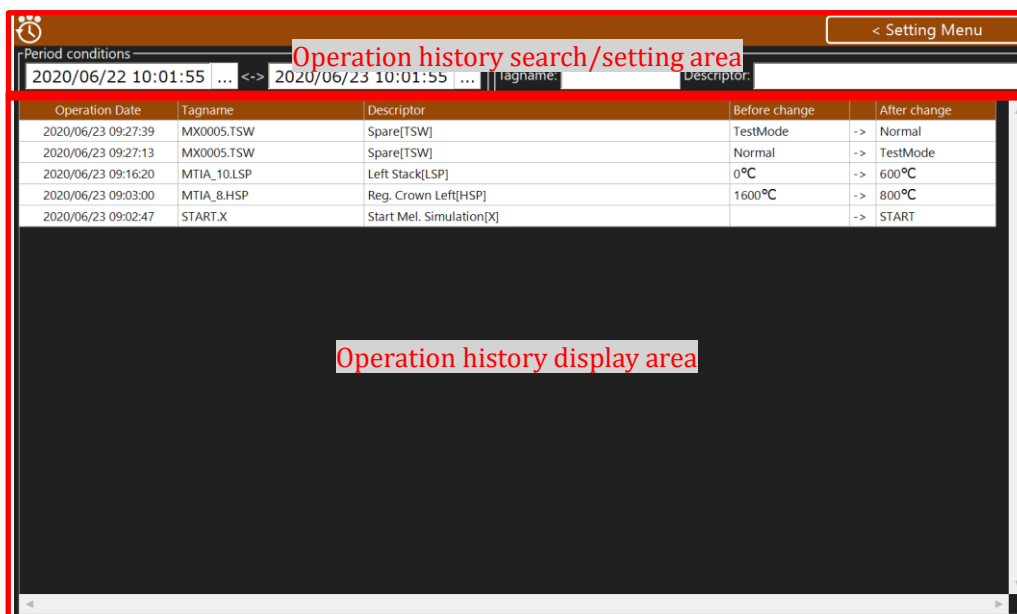 < Setting Menu
Period conditions
Operation history search/setting area
2020/06/22 10:01:55 ... <-> 2020/06/23 10:01:55 ... Tagname: Descriptor:
Operation Date Tagname Descriptor Before change After change
2020/06/23 09:27:39 MX0005.TSW Spare[TSW] TestMode -> Normal
2020/06/23 09:27:13 MX0005.TSW Spare[TSW] Normal -> TestMode
2020/06/23 09:16:20 MTIA_10.LSP Left Stack[LSP] 0℃ -> 600℃
2020/06/23 09:03:00 MTIA_8.HSP Reg. Crown Left[HSP] 1600℃ -> 800℃
2020/06/23 09:02:47 START.X Start Mel. Simulation[X] -> START
Operation history display area